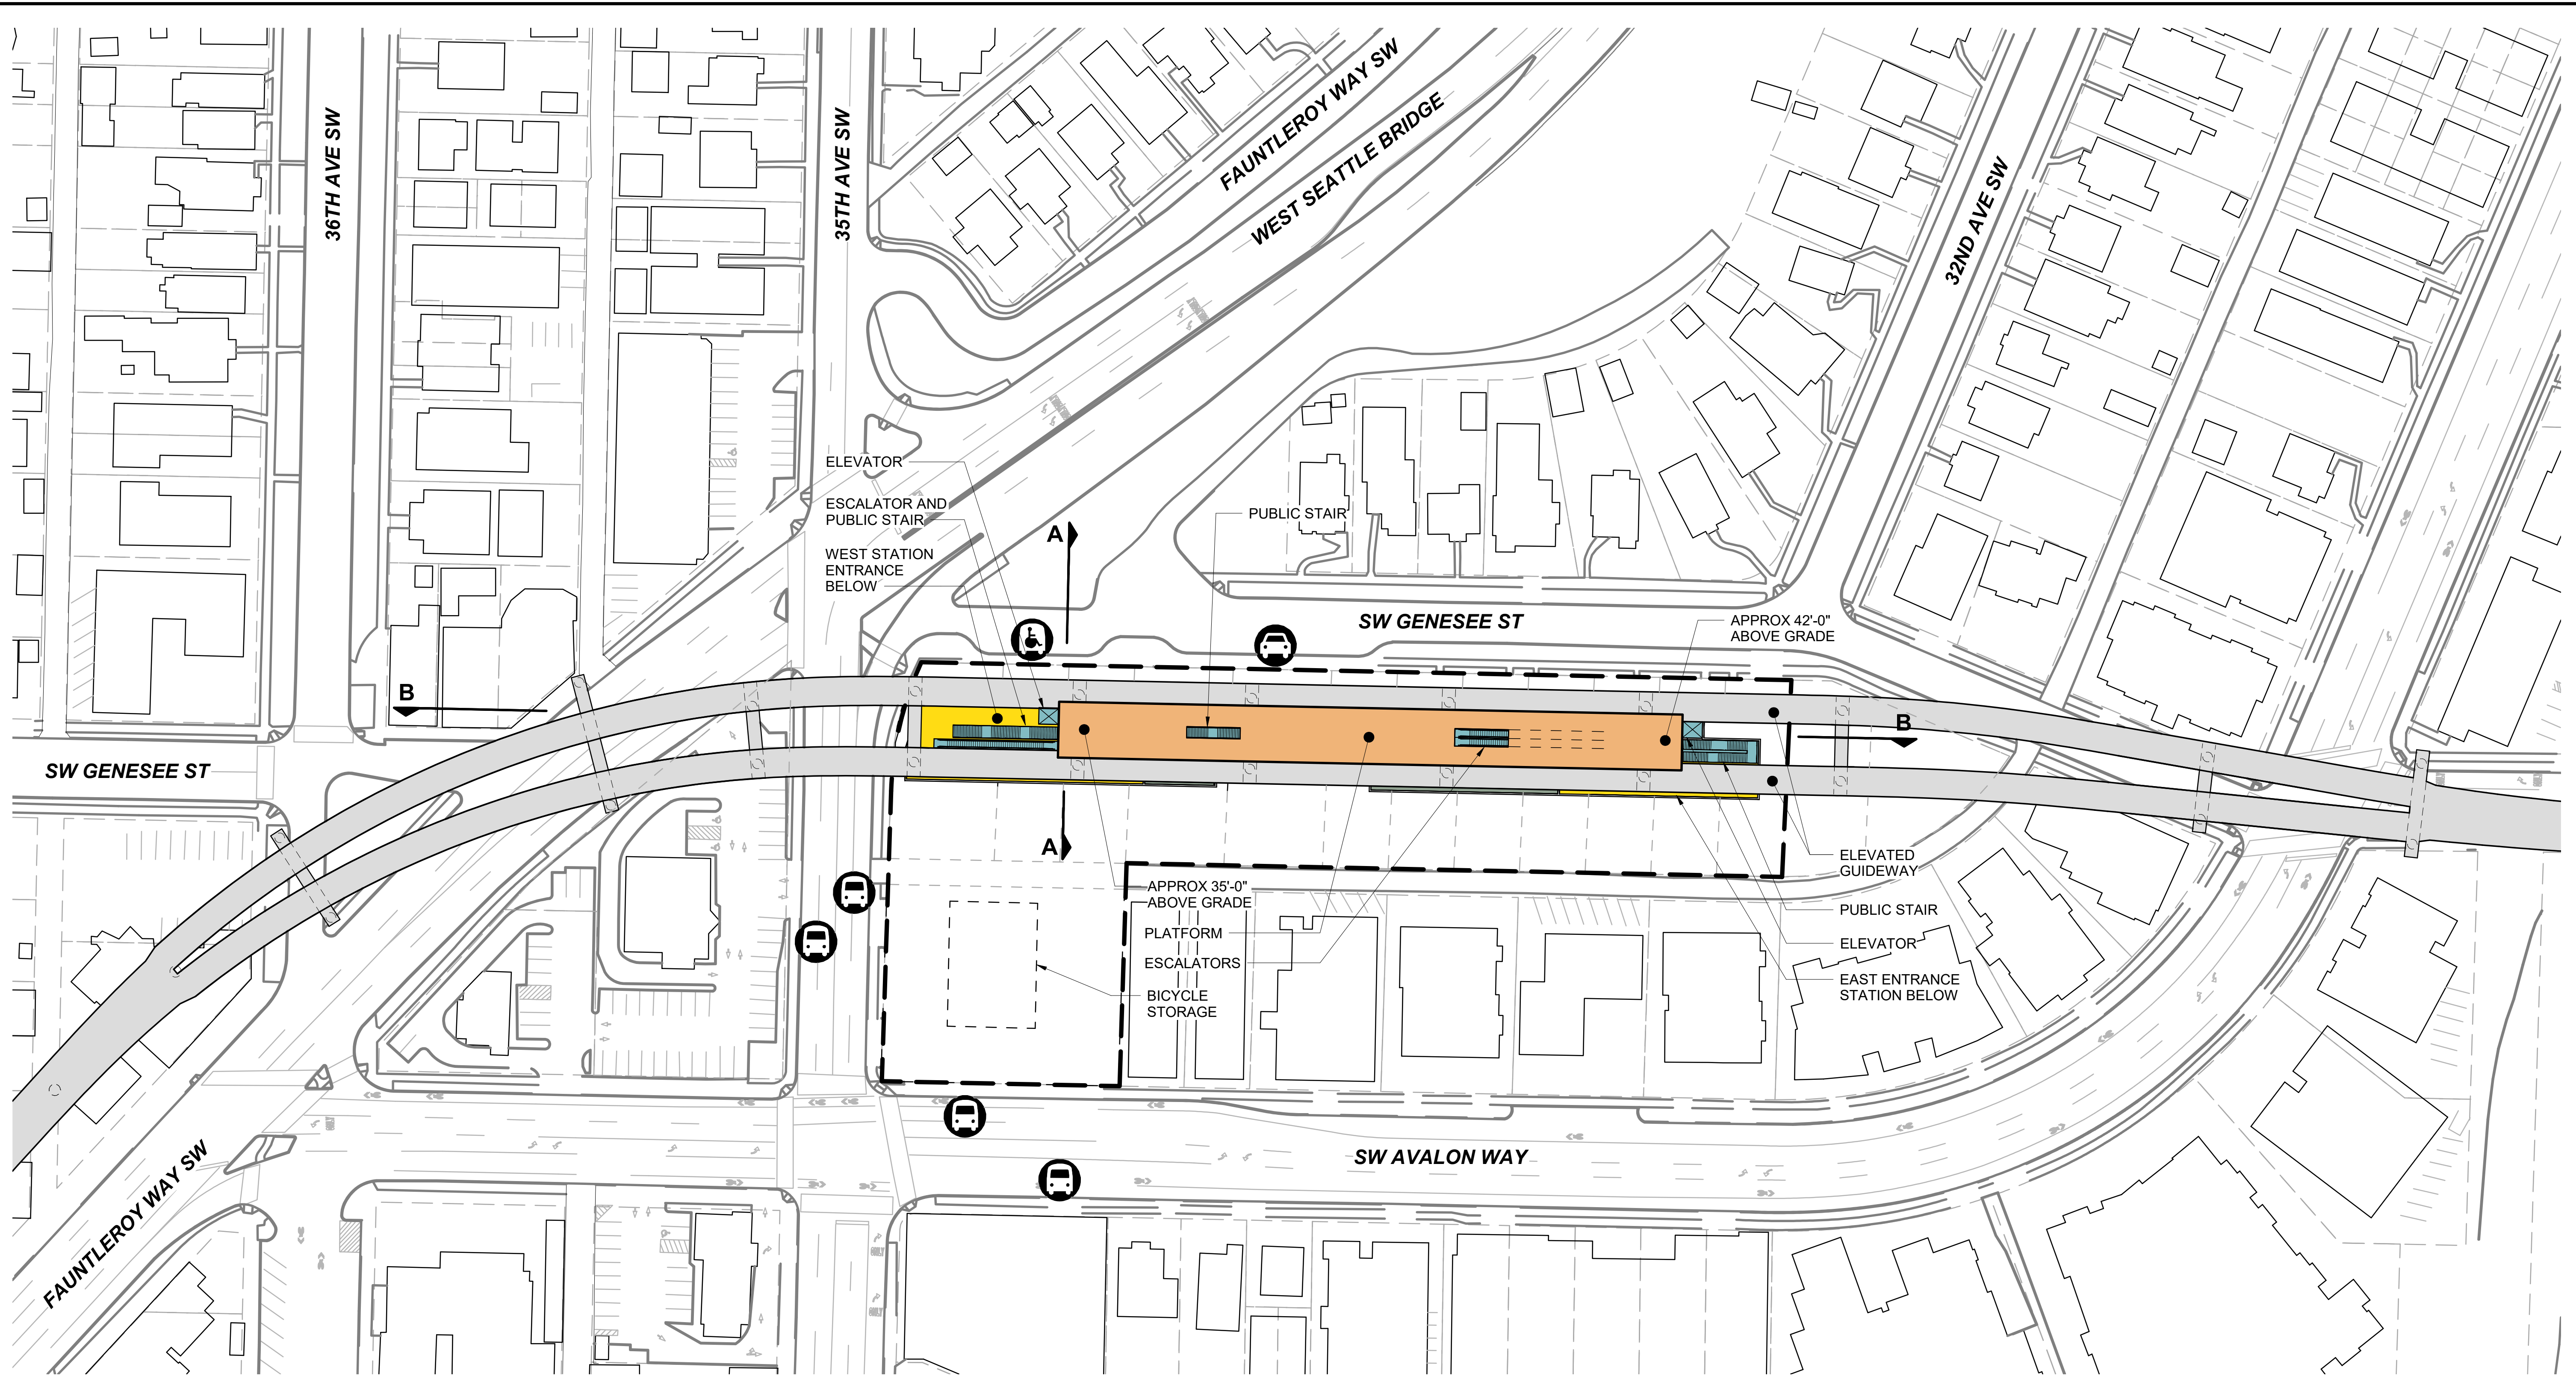 36TH AVE SW
35TH AVE SW
FAUNTLEROY WAY SW
WEST SEATTLE BRIDGE
32ND AVE SW
ELEVATOR
ESCALATOR AND
PUBLIC STAIR
WEST STATION
ENTRANCE
BELOW
A
PUBLIC STAIR
SW GENESEE ST
APPROX 42'-0"
ABOVE GRADE
B
B
SW GENESEE ST
A
ELEVATED
GUIDEWAY
PUBLIC STAIR
ELEVATOR
EAST ENTRANCE
STATION BELOW
APPROX 35'-0"
ABOVE GRADE
PLATFORM
ESCALATORS
BICYCLE
STORAGE
SW AVALON WAY
FAUNTLEROY WAY SW